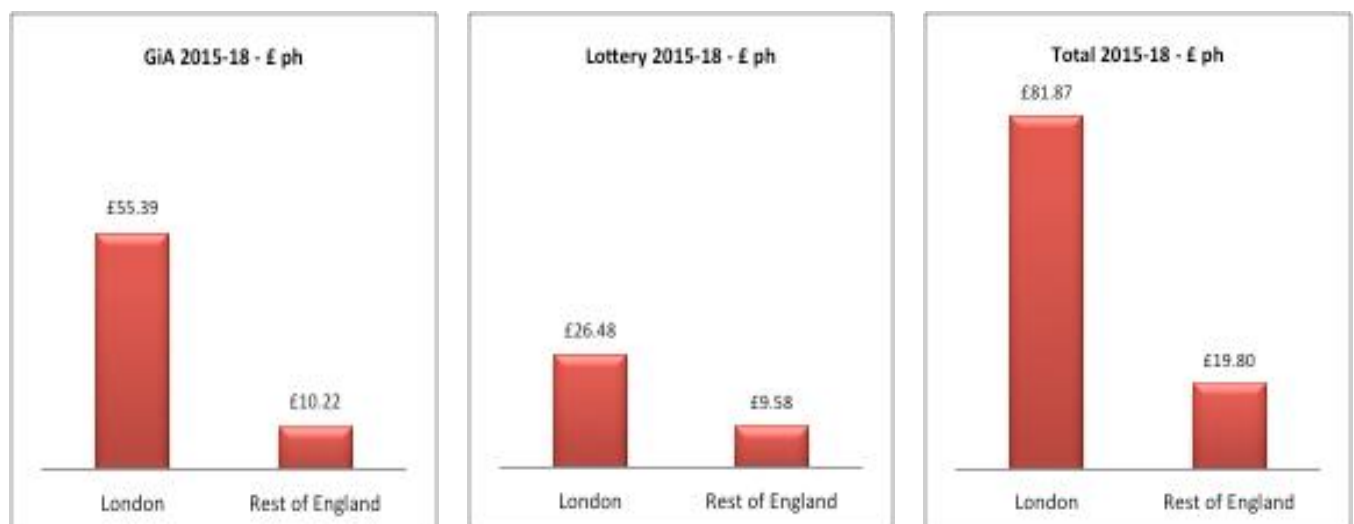 GiA 2015-18 - £ ph
£55.39
£10.22
London Rest of England
Lottery 2015-18 - £ ph
£26.48
£9.58
London Rest of England
Total 2015-18 - £ ph
£81.87
£19.80
London Rest of England